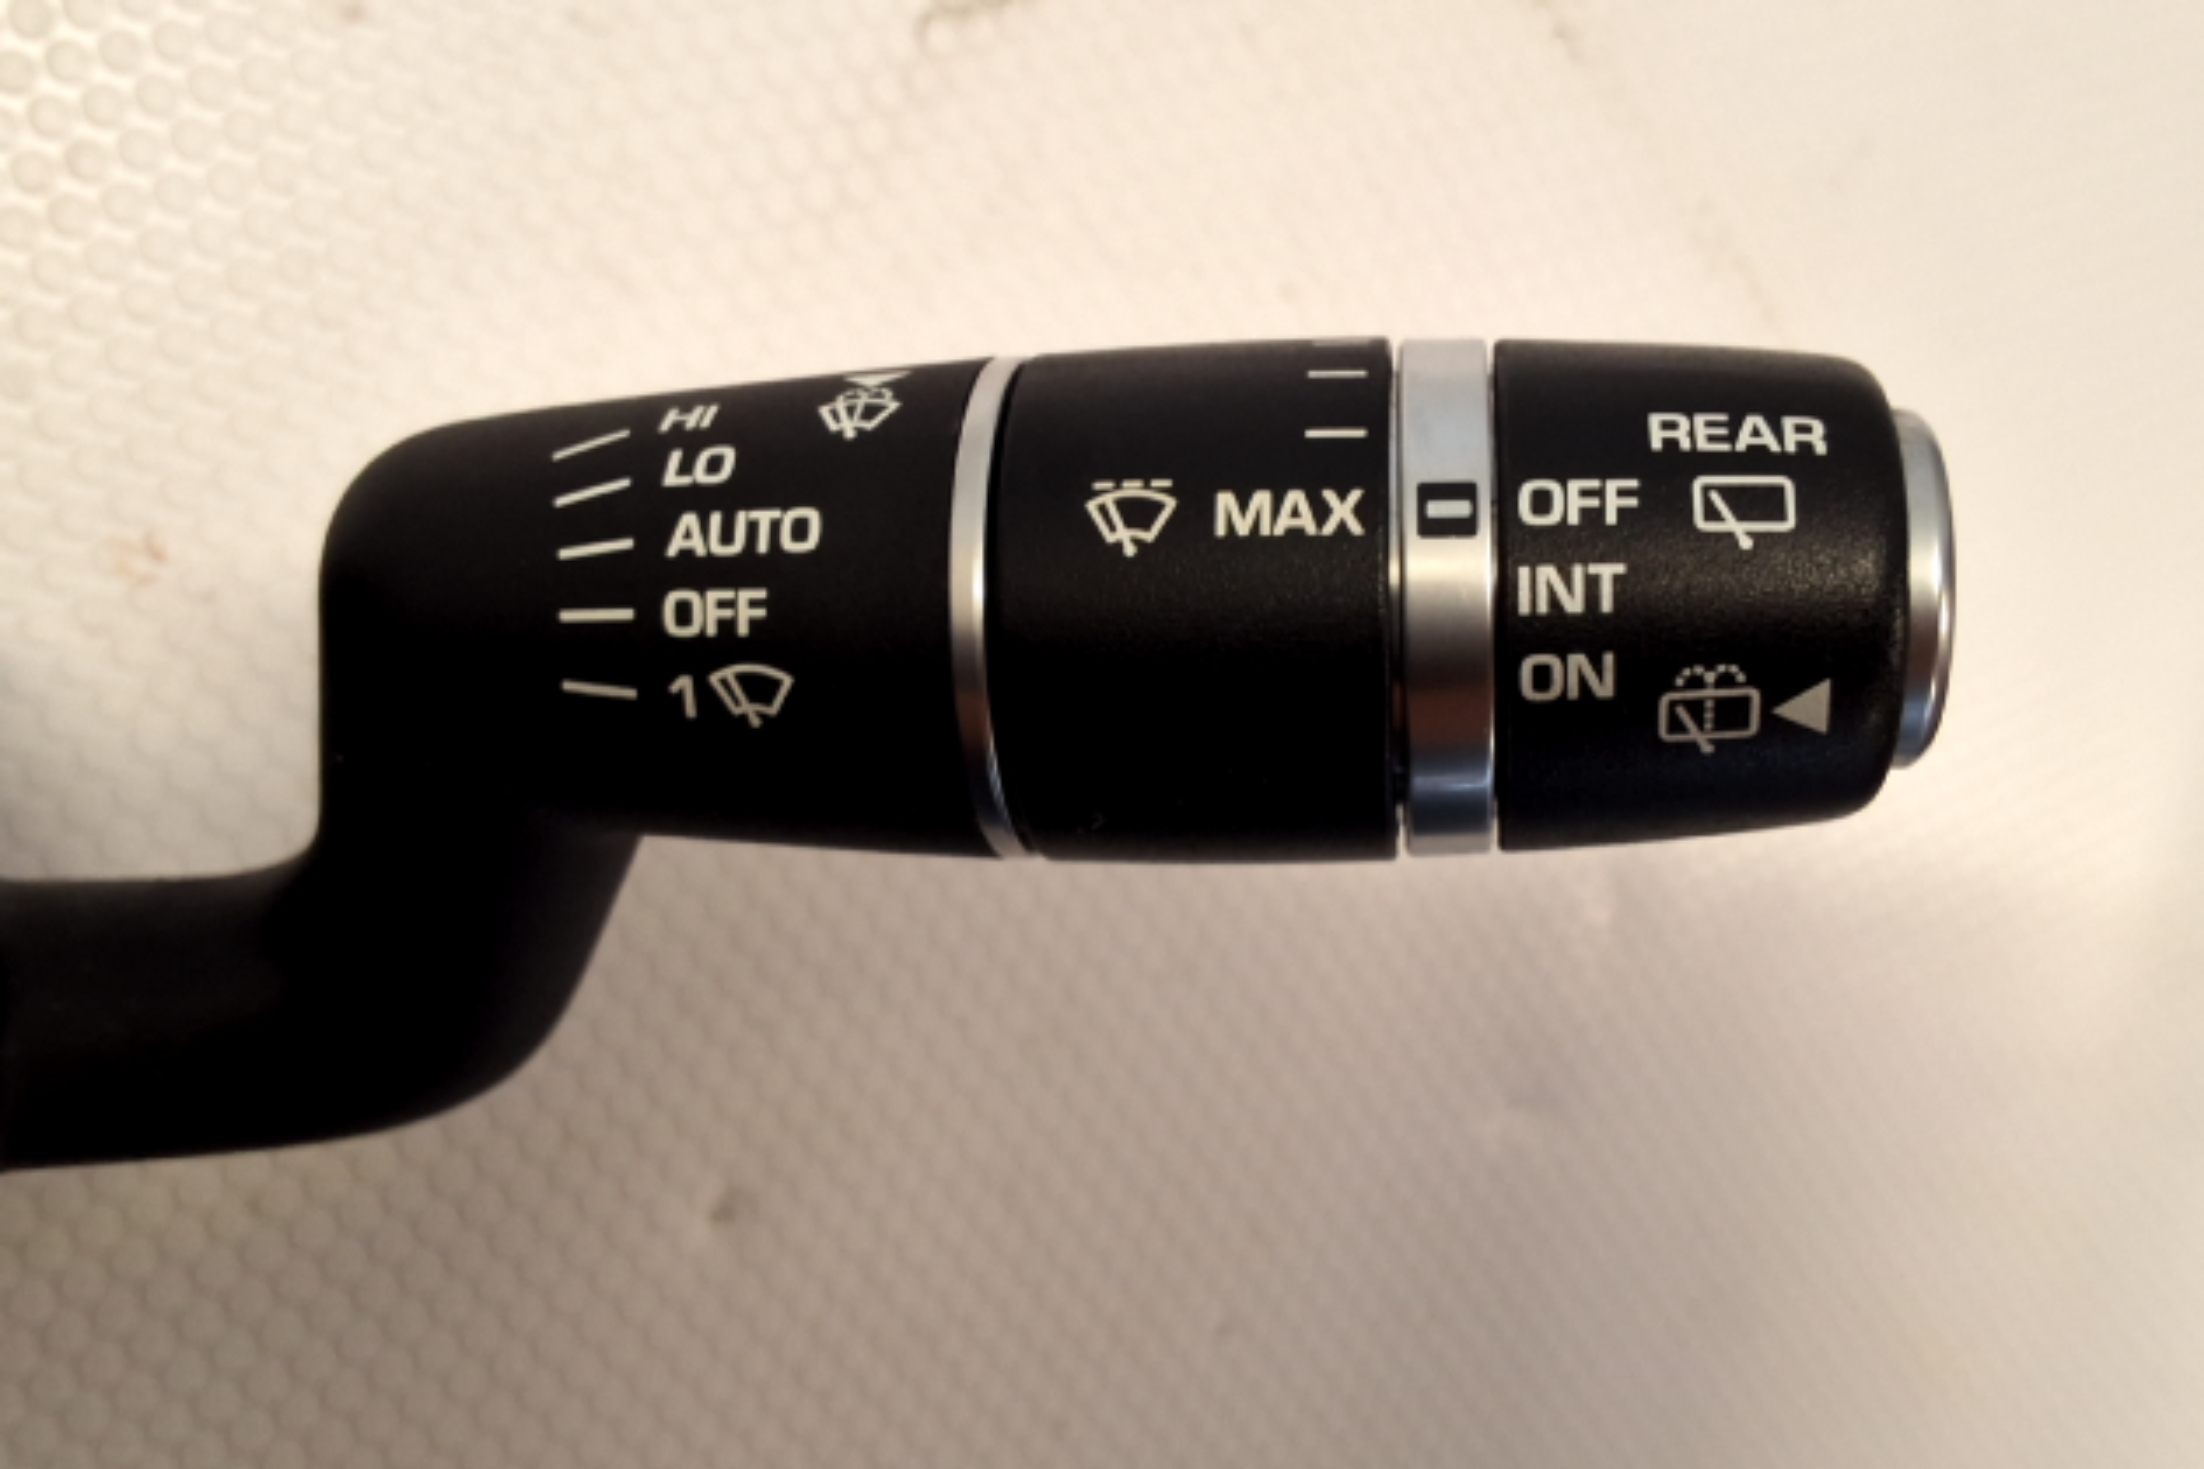 HI
LO
AUTO
OFF
1
MAX
REAR
OFF
INT
ON